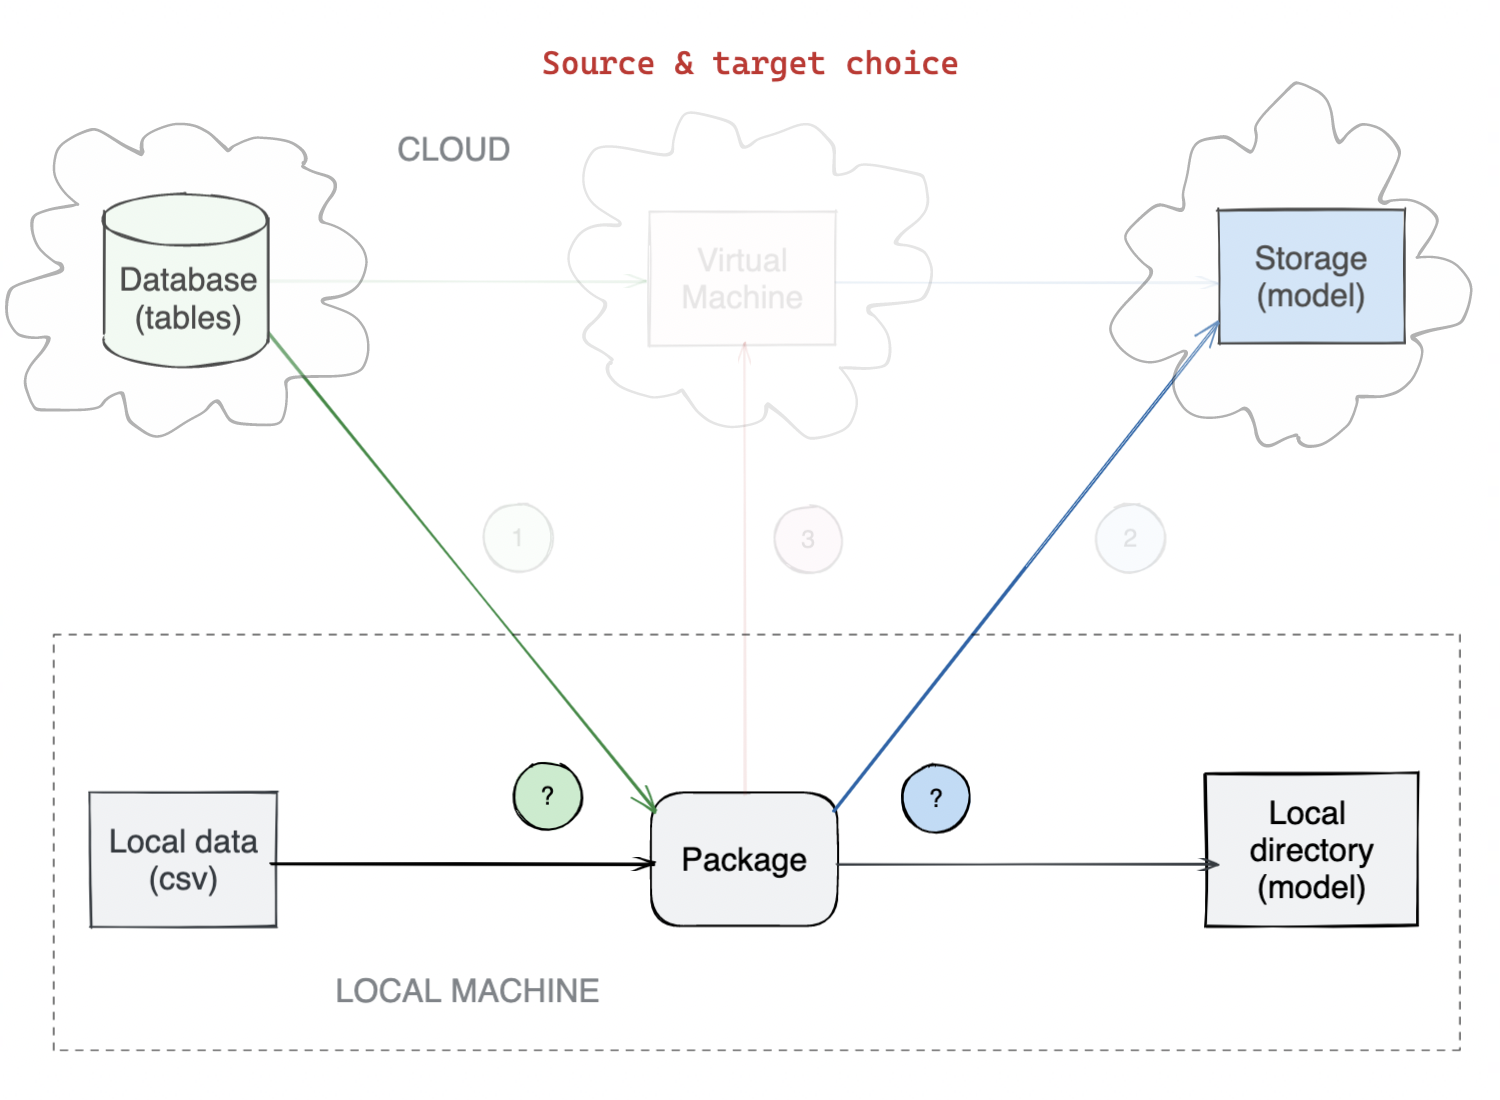 Source & target choice
CLOUD
Database
(tables)
Virtual
Machine
Storage
(model)
1
3
2
?
?
Local data
(csv)
Package
Local
directory
(model)
LOCAL MACHINE